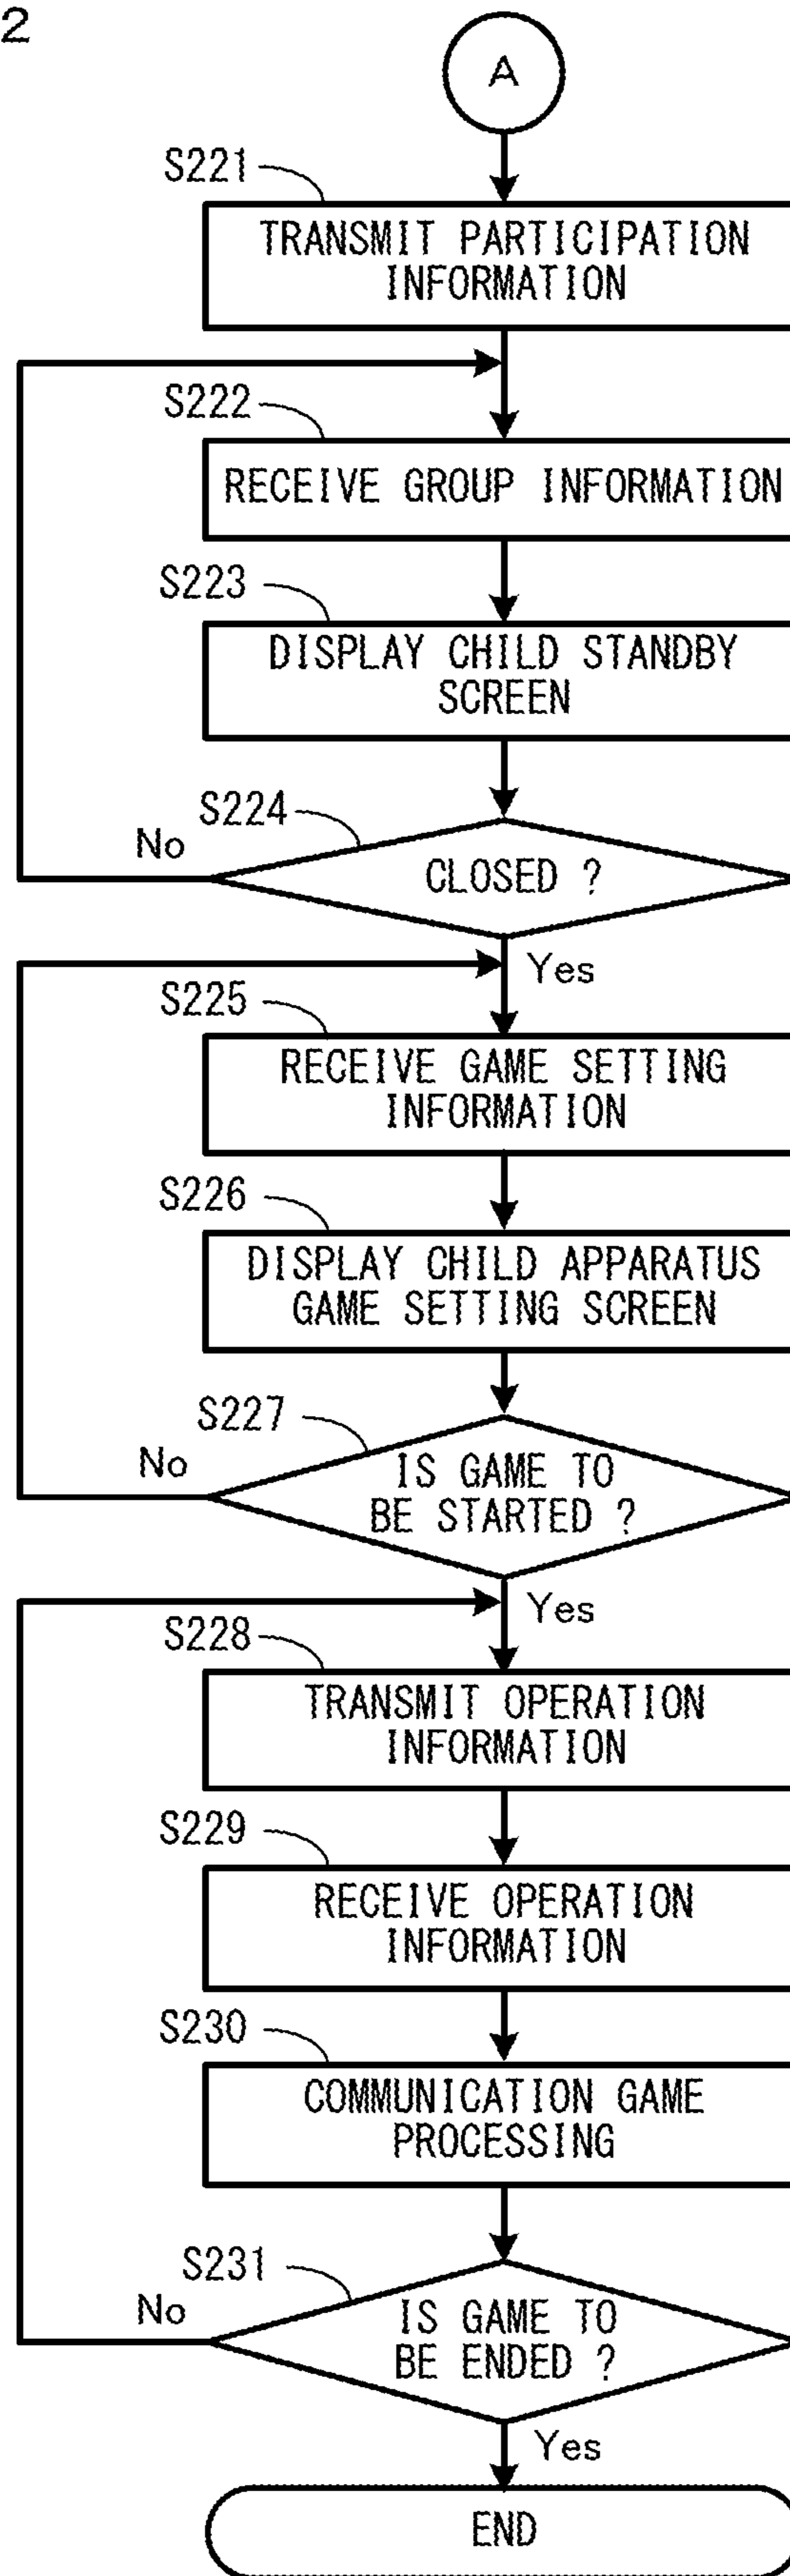 2
A
S221
TRANSMIT PARTICIPATION
INFORMATION
S222
RECEIVE GROUP INFORMATION
S223
DISPLAY CHILD STANDBY
SCREEN
S224
No
CLOSED ?
Yes
S225
RECEIVE GAME SETTING
INFORMATION
S226
DISPLAY CHILD APPARATUS
GAME SETTING SCREEN
S227
No
IS GAME TO
BE STARTED ?
Yes
S228
TRANSMIT OPERATION
INFORMATION
S229
RECEIVE OPERATION
INFORMATION
S230
COMMUNICATION GAME
PROCESSING
S231
No
IS GAME TO
BE ENDED ?
Yes
END